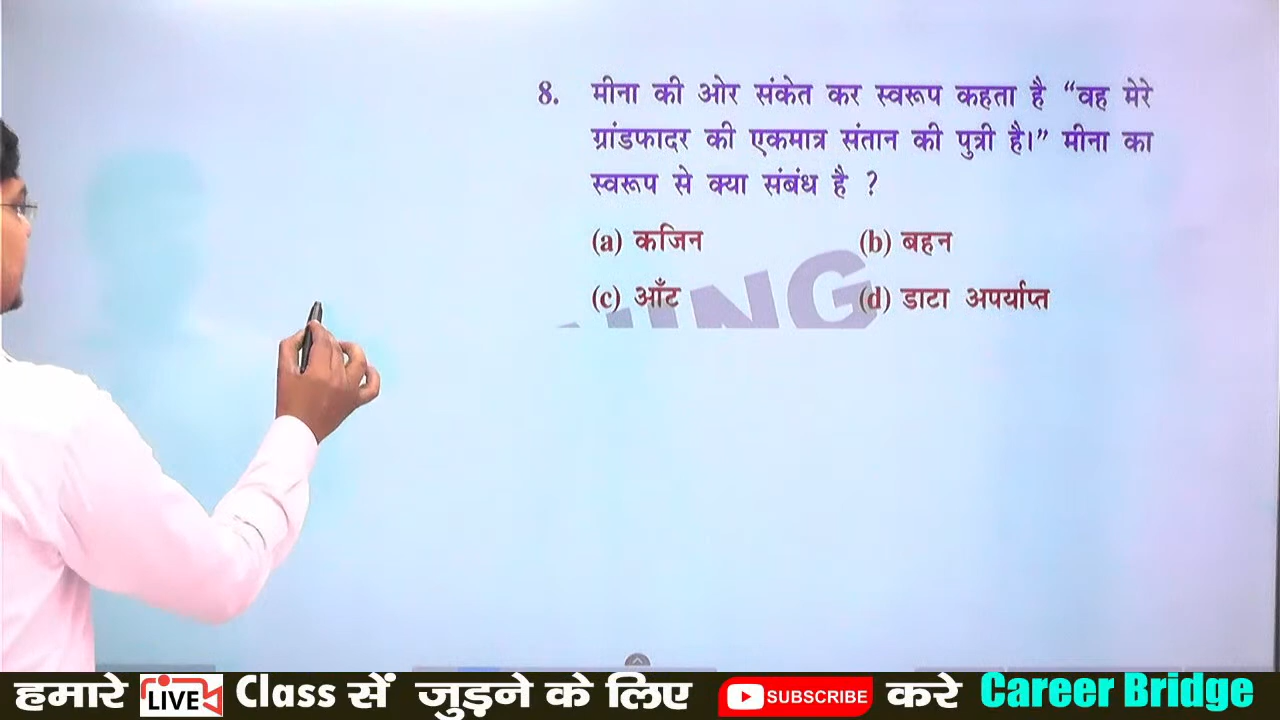 8. मीना की ओर संकेत कर स्वरूप कहता है “वह मेरे
ग्रांडफादर की एकमात्र संतान की पुत्री है।” मीना का
स्वरूप से क्या संबंध है ?
(a) कजिन (b) बहन
(c) आँट (d) डाटा अपर्याप्त
हमारे LIVE Class सें जुड़ने के लिए SUBSCRIBE करे Career Bridge